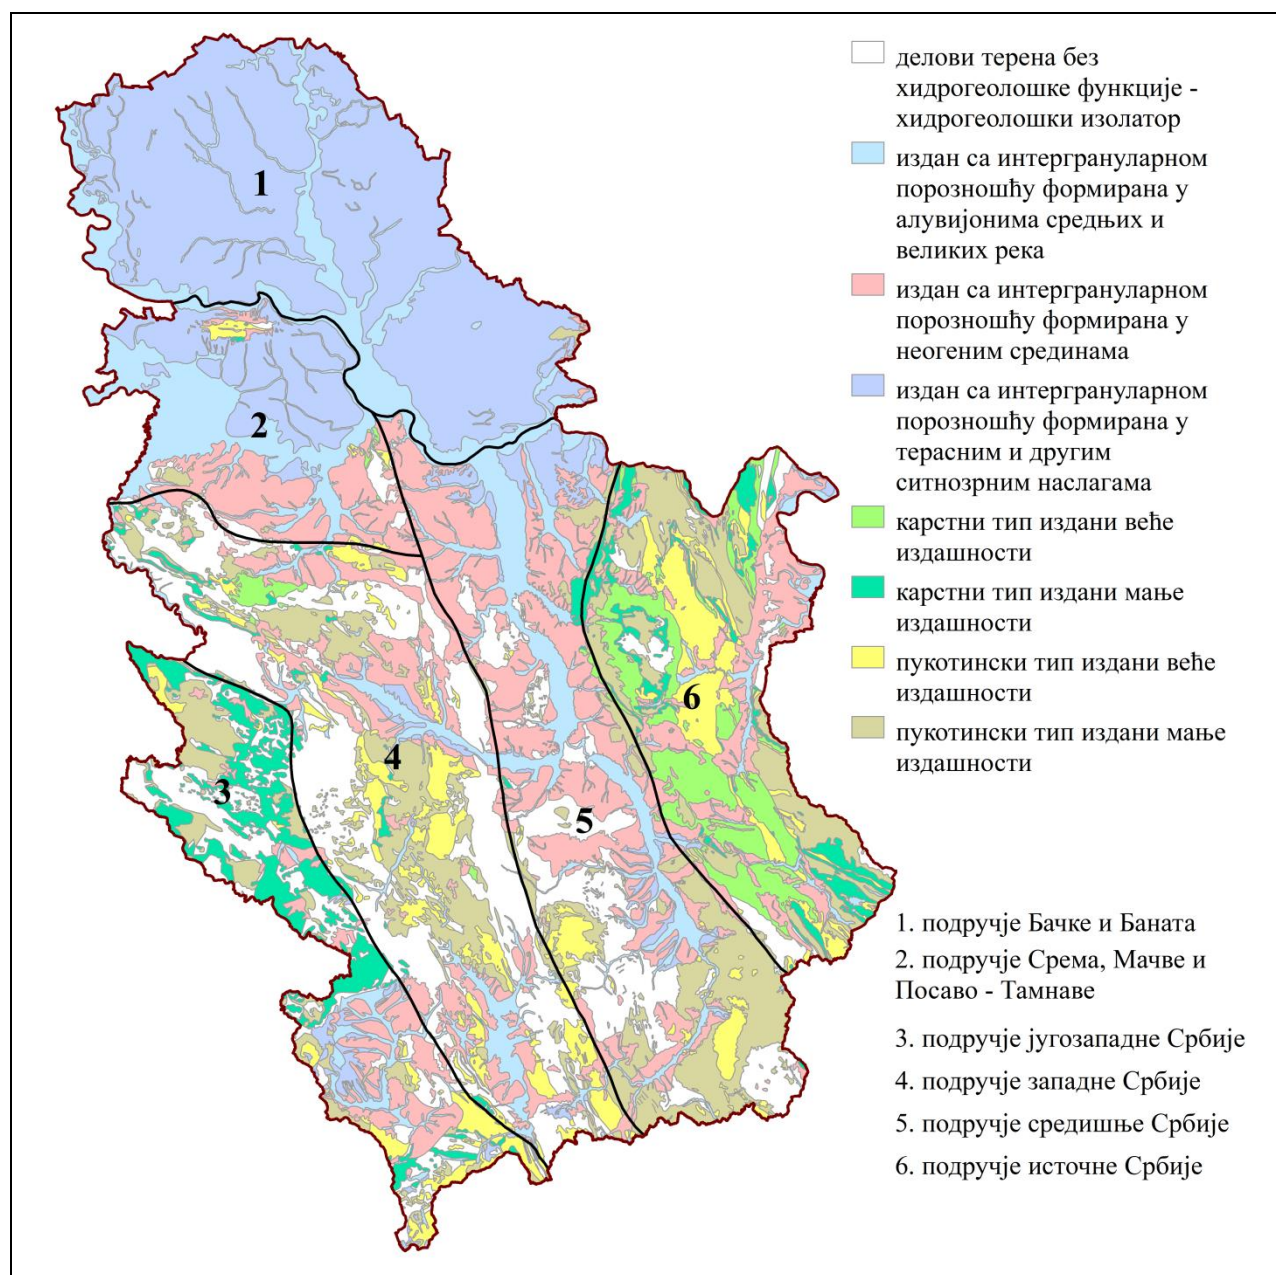 делови терена без
хидрогеолошке функције -
хидрогеолошки изолатор
издан са интергрануларном
порозношћу формирана у
алувијонима средњих и
великих река
издан са интергрануларном
порозношћу формирана у
неогеним срединама
издан са интергрануларном
порозношћу формирана у
терасним и другим
ситнозрним наслагама
карстни тип издани веће
издашности
карстни тип издани мање
издашности
пукотински тип издани веће
издашности
пукотински тип издани мање
издашности
1
2
3
4
5
6
1. подручје Бачке и Баната
2. подручје Срема, Мачве и
Посаво - Тамнаве
3. подручје југозападне Србије
4. подручје западне Србије
5. подручје средишње Србије
6. подручје источне Србије